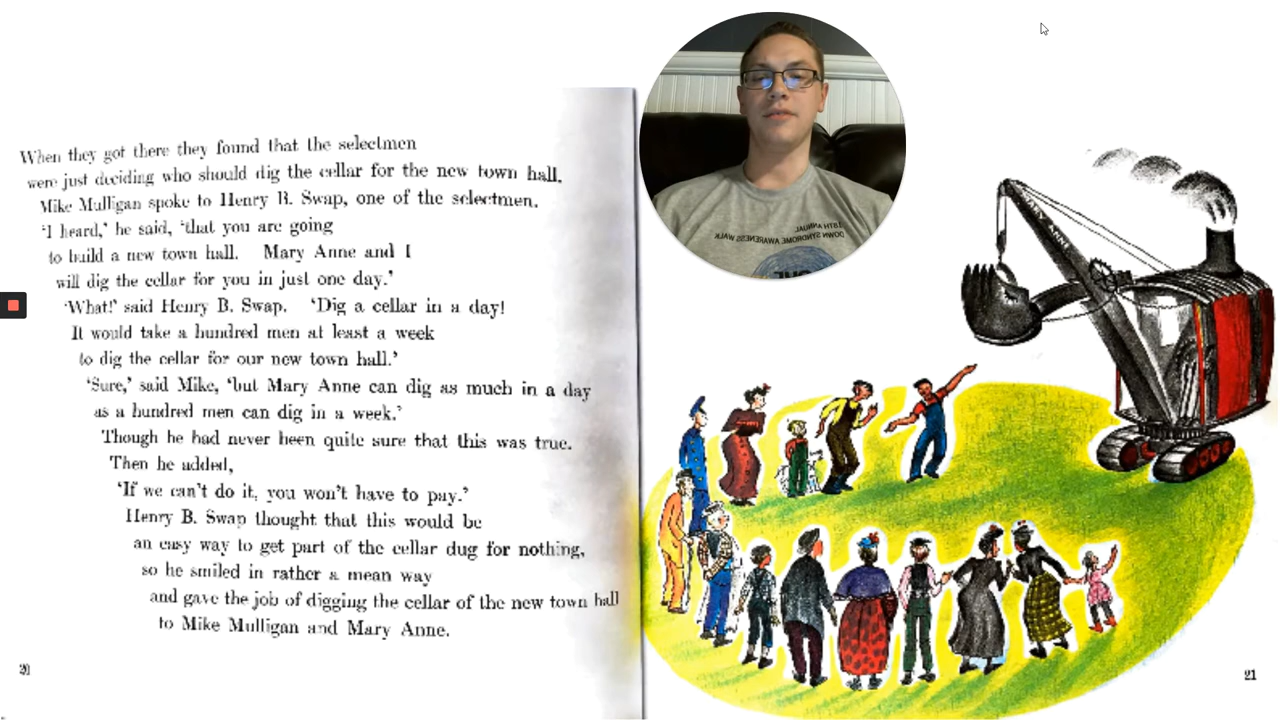 When they got there they found that the selectmen
were just deciding who should dig the cellar for the new town hall.
Mike Mulligan spoke to Henry B. Swap, one of the selectmen.
‘I heard,’ he said, ‘that you are going
to build a new town hall. Mary Anne and I
will dig the cellar for you in just one day.’
‘What!’ said Henry B. Swap. ‘Dig a cellar in a day!
It would take a hundred men at least a week
to dig the cellar for our new town hall.’
‘Sure,’ said Mike, ‘but Mary Anne can dig as much in a day
as a hundred men can dig in a week.’
Though he had never been quite sure that this was true.
Then he added,
‘If we can’t do it, you won’t have to pay.’
Henry B. Swap thought that this would be
an easy way to get part of the cellar dug for nothing,
so he smiled in rather a mean way
and gave the job of digging the cellar of the new town hall
to Mike Mulligan and Mary Anne.
20
18TH ANNUAL
DOWN SYNDROME AWARENESS WALK
MARY ANNE
21